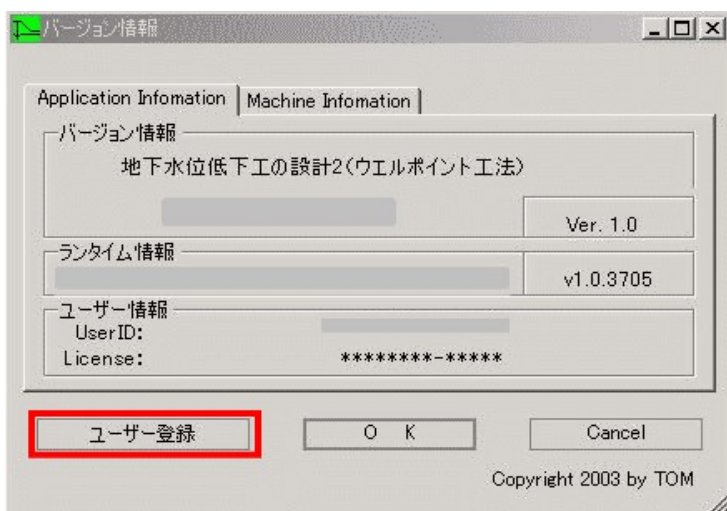 バージョン情報
Application Infomation
Machine Infomation
バージョン情報
地下水位低下工の設計2(ウエルポイント工法)
Ver. 1.0
ランタイム情報
v1.0.3705
ユーザー情報
UserID:
License: ********-*****
ユーザー登録
O K
Cancel
Copyright 2003 by TOM